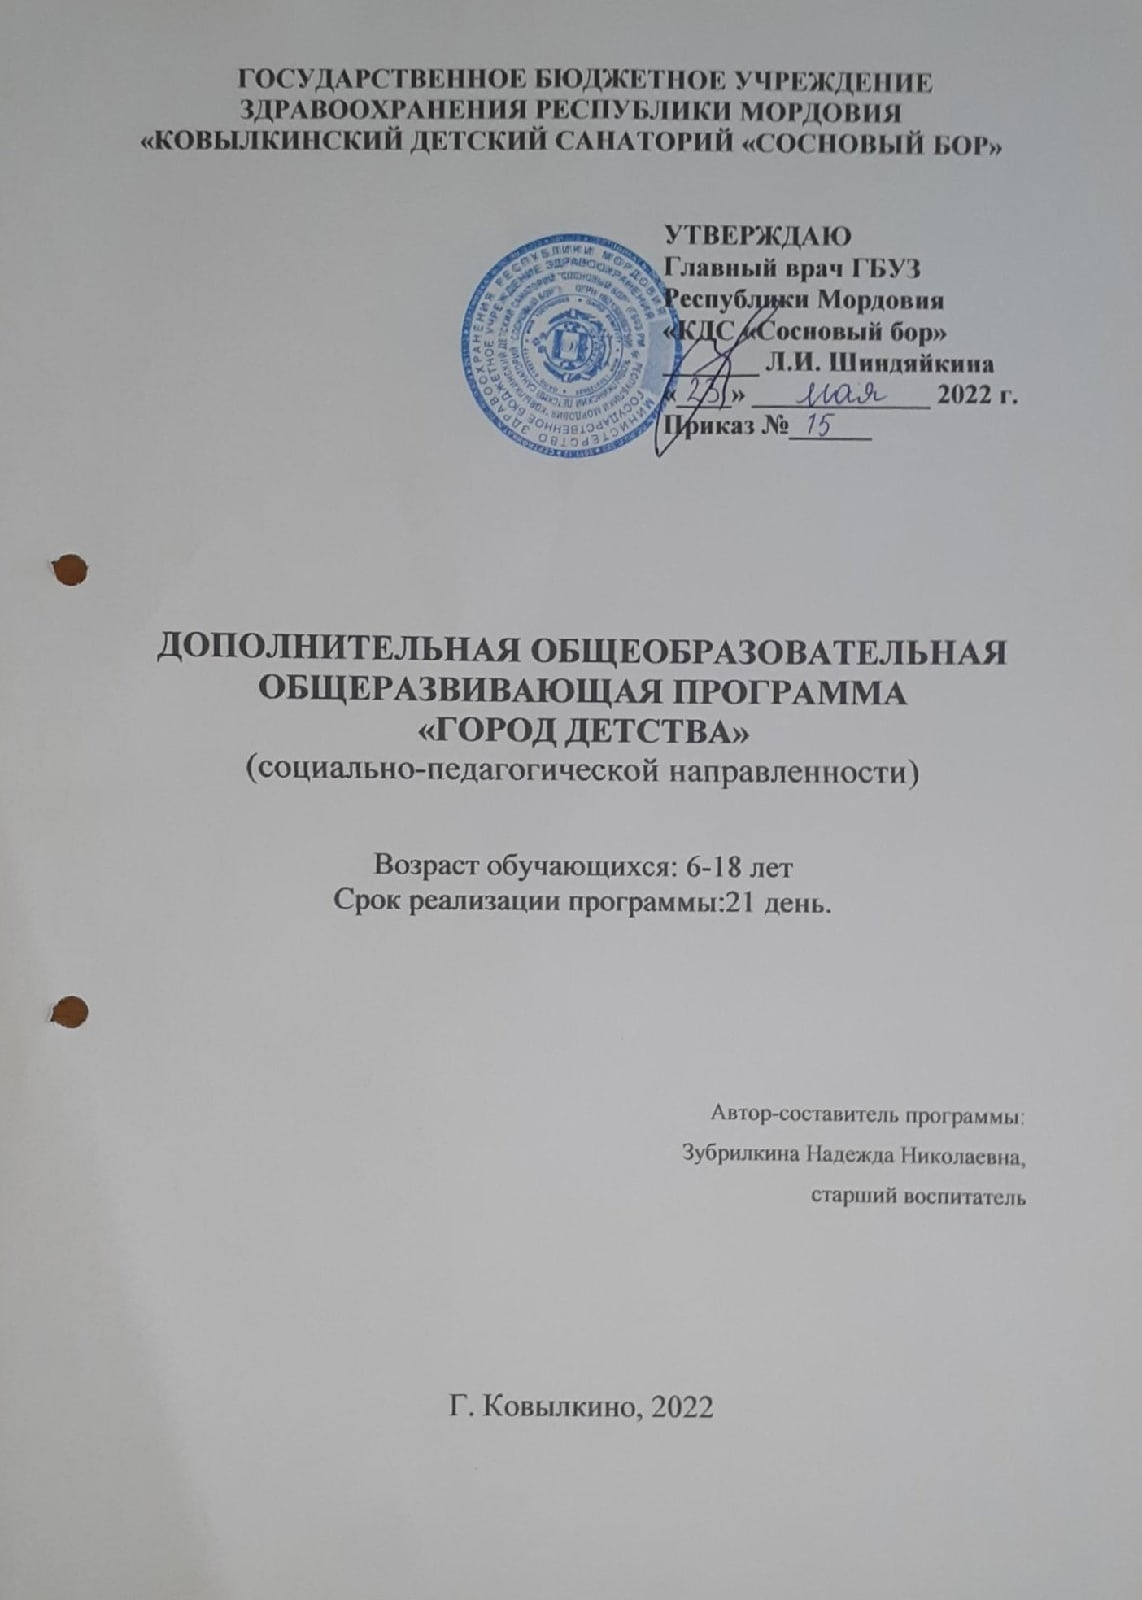 ГОСУДАРСТВЕННОЕ БЮДЖЕТНОЕ УЧРЕЖДЕНИЕ
ЗДРАВООХРАНЕНИЯ РЕСПУБЛИКИ МОРДОВИЯ
«КОВЫЛКИНСКИЙ ДЕТСКИЙ САНАТОРИЙ «СОСНОВЫЙ БОР»
УТВЕРЖДАЮ
Главный врач ГБУЗ
Республики Мордовия
«КДС «Сосновый бор»
_______ Л.И. Шиндяйкина
«23» мая 2022 г.
Приказ № 15
ДОПОЛНИТЕЛЬНАЯ ОБЩЕОБРАЗОВАТЕЛЬНАЯ
ОБЩЕРАЗВИВАЮЩАЯ ПРОГРАММА
«ГОРОД ДЕТСТВА»
(социально-педагогической направленности)
Возраст обучающихся: 6-18 лет
Срок реализации программы:21 день.
Автор-составитель программы:
Зубрилкина Надежда Николаевна,
старший воспитатель
Г. Ковылкино, 2022